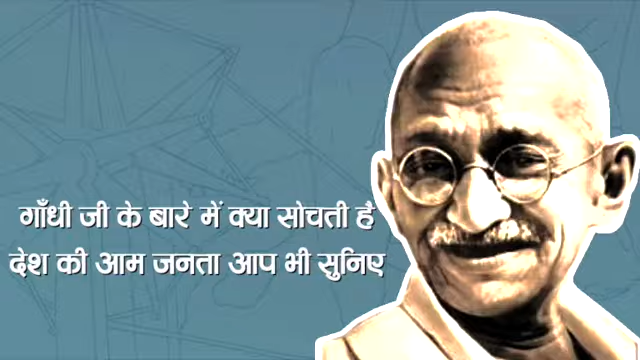 गाँधी जी के बारे में क्या सोचती है
देश की आम जनता आप भी सुनिए